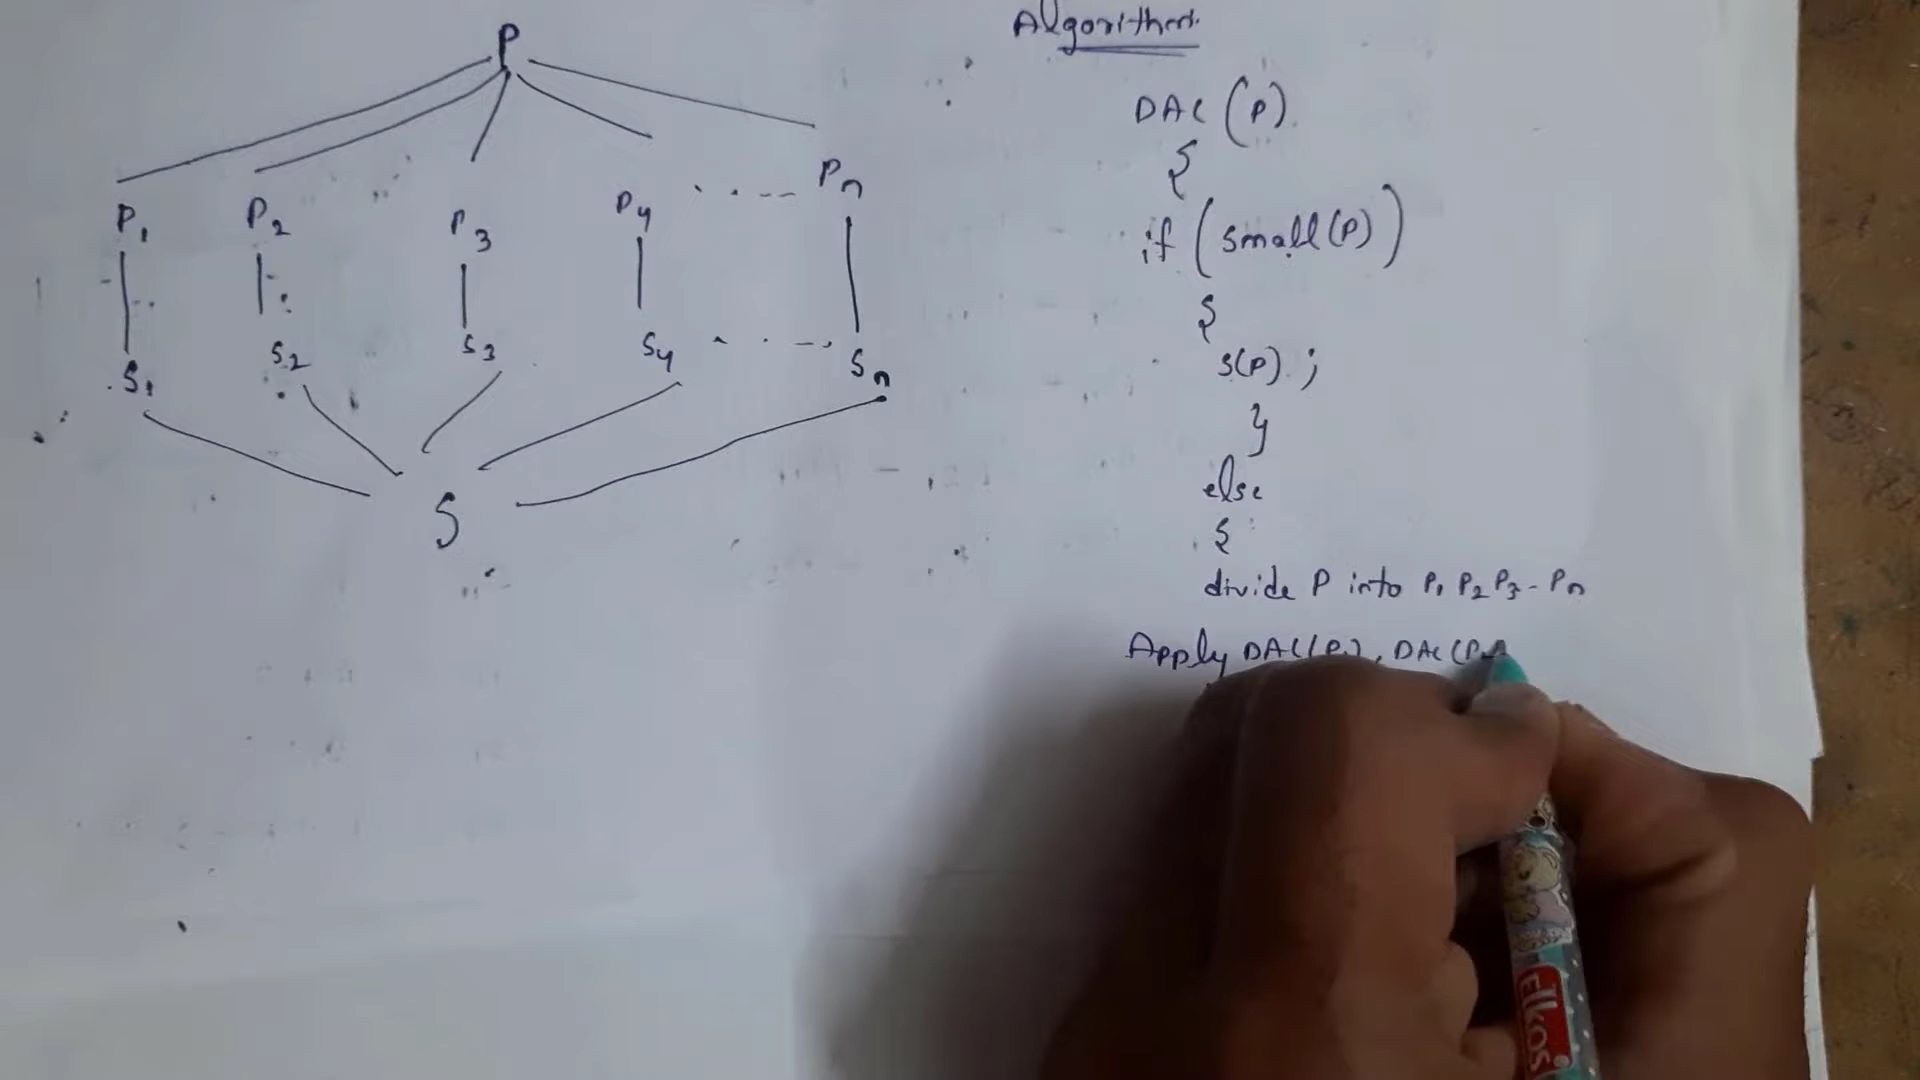 P
P1 P2 P3 P4 . . -- Pn
S1 S2 S3 S4 . . -- Sn
S
Algorithm
DAC (P)
{
if (small(P))
{
S(P) ;
}
else
{
divide P into P1 P2 P3 - Pn
Apply DAC(P1), DAC(P2
Elkos